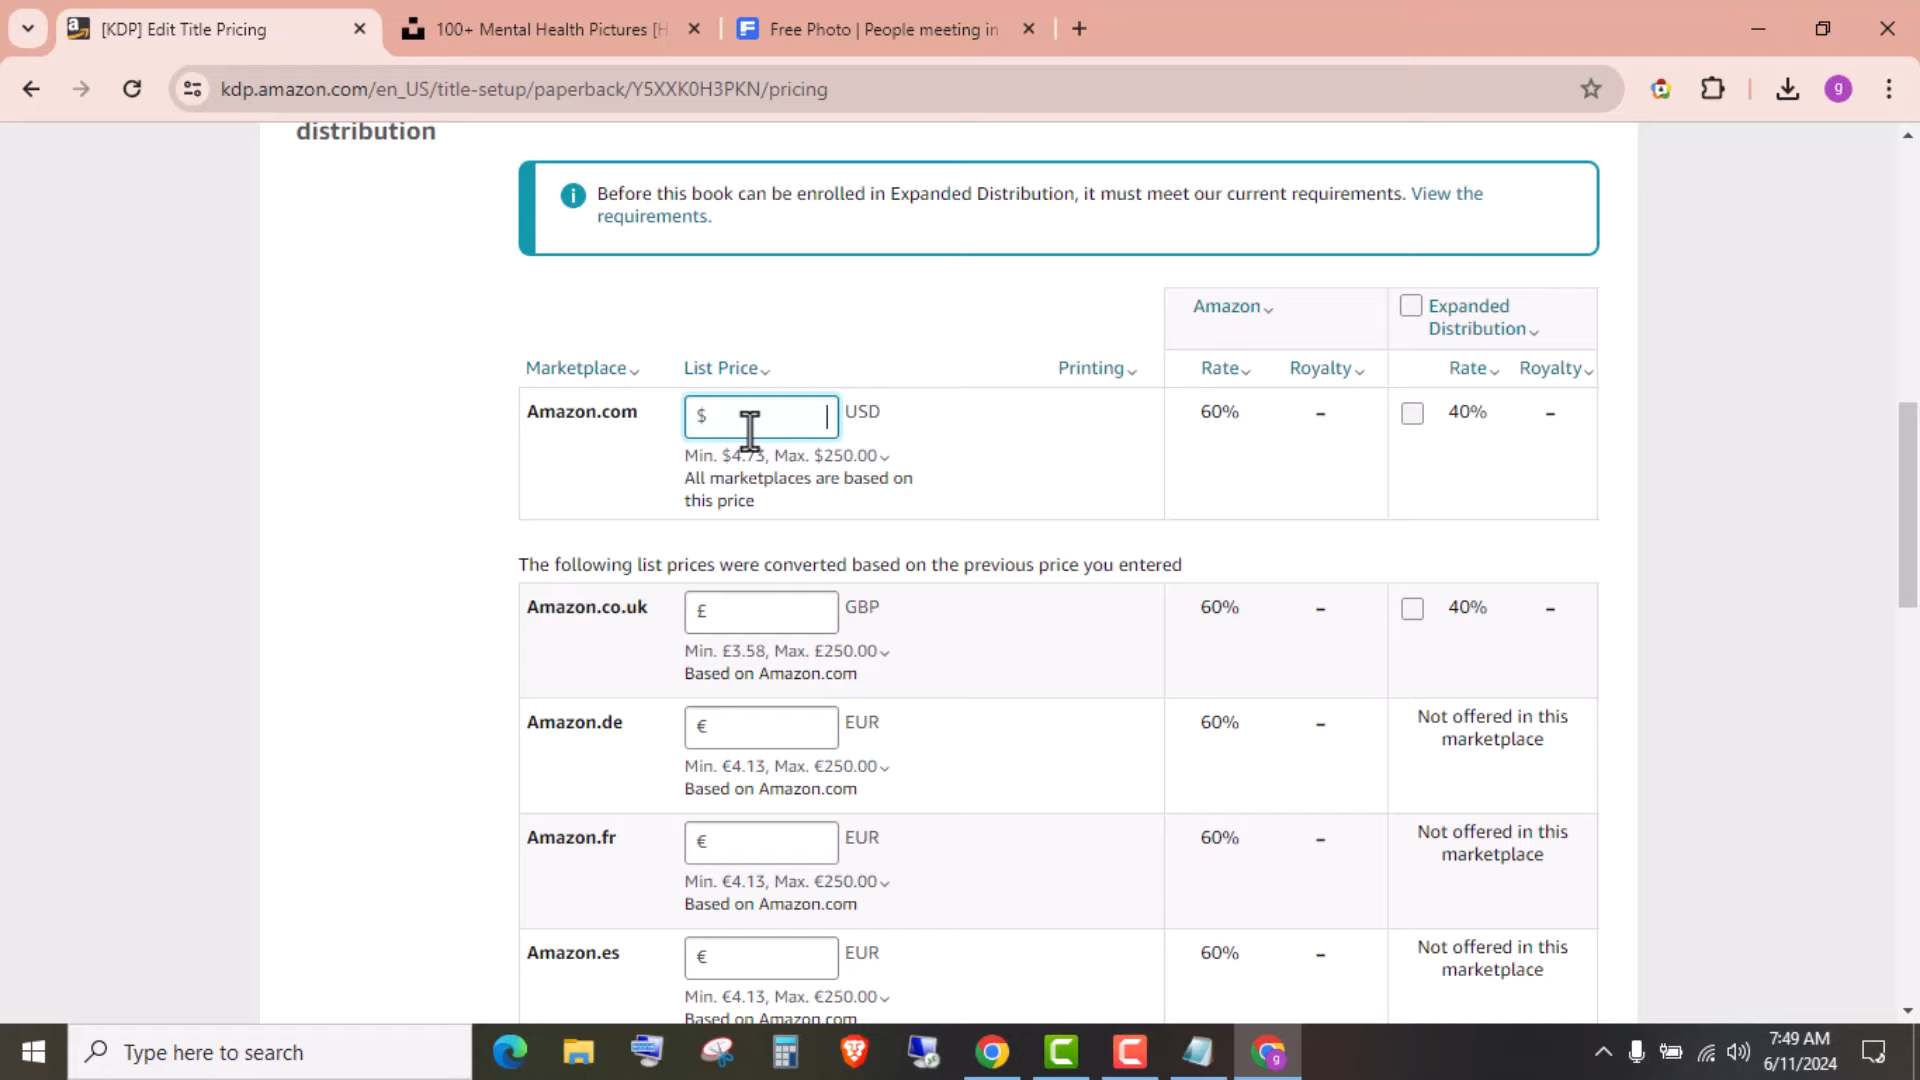 [KDP] Edit Title Pricing
100+ Mental Health Pictures [H
Free Photo | People meeting in
kdp.amazon.com/en_US/title-setup/paperback/Y5XXK0H3PKN/pricing
g
distribution
Before this book can be enrolled in Expanded Distribution, it must meet our current requirements. View the
requirements.
Amazon
Expanded
Distribution
Marketplace List Price Printing Rate Royalty Rate Royalty
Amazon.com $ USD 60% – 40% –
Min. $4.73, Max. $250.00
All marketplaces are based on
this price
The following list prices were converted based on the previous price you entered
Amazon.co.uk £ GBP 60% – 40% –
Min. £3.58, Max. £250.00
Based on Amazon.com
Amazon.de € EUR 60% – Not offered in this
marketplace
Min. €4.13, Max. €250.00
Based on Amazon.com
Amazon.fr € EUR 60% – Not offered in this
marketplace
Min. €4.13, Max. €250.00
Based on Amazon.com
Amazon.es € EUR 60% – Not offered in this
marketplace
Min. €4.13, Max. €250.00
Based on Amazon.com
Type here to search
7:49 AM
6/11/2024